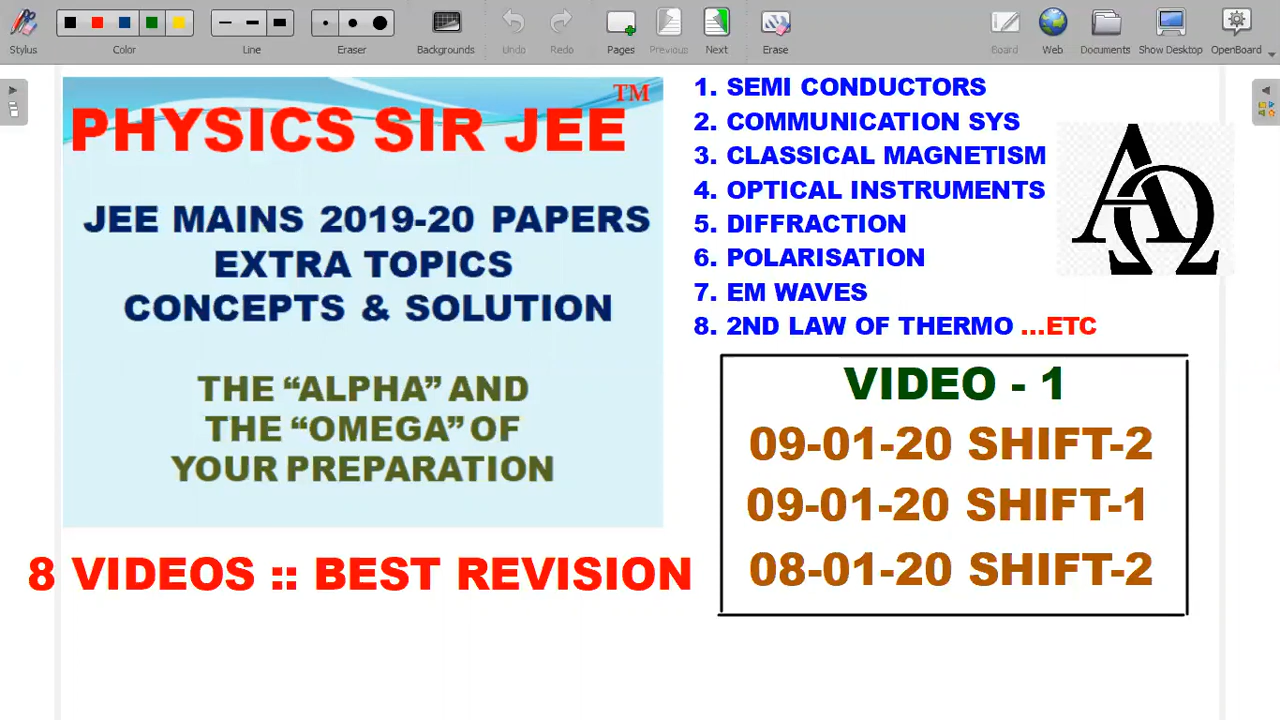 Stylus
Color
Line
Eraser
Backgrounds
Undo
Redo
Pages
Previous
Next
Erase
Board
Web
Documents
Show Desktop
OpenBoard
PHYSICS SIR JEE ™
JEE MAINS 2019-20 PAPERS
EXTRA TOPICS
CONCEPTS & SOLUTION
THE “ALPHA” AND
THE “OMEGA” OF
YOUR PREPARATION
8 VIDEOS :: BEST REVISION
1. SEMI CONDUCTORS
2. COMMUNICATION SYS
3. CLASSICAL MAGNETISM
4. OPTICAL INSTRUMENTS
5. DIFFRACTION
6. POLARISATION
7. EM WAVES
8. 2ND LAW OF THERMO ...ETC
ΑΩ
VIDEO - 1
09-01-20 SHIFT-2
09-01-20 SHIFT-1
08-01-20 SHIFT-2